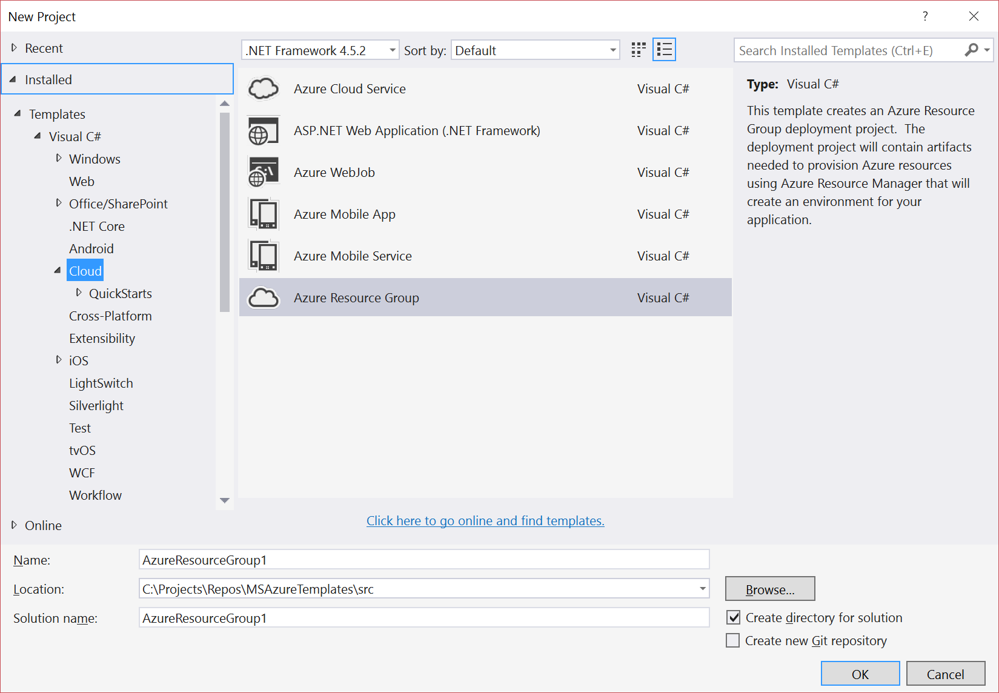 New Project
?
Recent
.NET Framework 4.5.2
Sort by:
Default
Search Installed Templates (Ctrl+E)
Installed
Templates
Visual C#
Windows
Web
Office/SharePoint
.NET Core
Android
Cloud
QuickStarts
Cross-Platform
Extensibility
iOS
LightSwitch
Silverlight
Test
tvOS
WCF
Workflow
Online
Azure Cloud Service Visual C#
ASP.NET Web Application (.NET Framework) Visual C#
Azure WebJob Visual C#
Azure Mobile App Visual C#
Azure Mobile Service Visual C#
Azure Resource Group Visual C#
Click here to go online and find templates.
Type: Visual C#
This template creates an Azure Resource
Group deployment project. The
deployment project will contain artifacts
needed to provision Azure resources
using Azure Resource Manager that will
create an environment for your
application.
Name: AzureResourceGroup1
Location: C:\Projects\Repos\MSAzureTemplates\src
Browse...
Solution name: AzureResourceGroup1
Create directory for solution
Create new Git repository
OK
Cancel